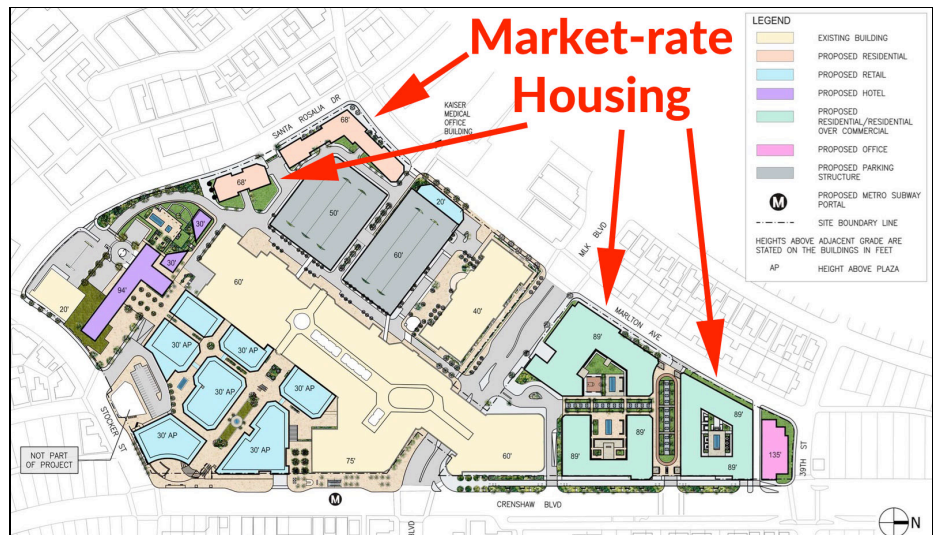 Market-rate
Housing
LEGEND
EXISTING BUILDING
PROPOSED RESIDENTIAL
PROPOSED RETAIL
PROPOSED HOTEL
PROPOSED
RESIDENTIAL/RESIDENTIAL
OVER COMMERCIAL
PROPOSED OFFICE
PROPOSED PARKING
STRUCTURE
M
PROPOSED METRO SUBWAY
PORTAL
SITE BOUNDARY LINE
HEIGHTS ABOVE ADJACENT GRADE ARE
STATED ON THE BUILDINGS IN FEET
AP
HEIGHT ABOVE PLAZA
KAISER
MEDICAL
OFFICE
BUILDING
SANTA ROSALIA DR
68'
68'
50'
20'
60'
30'
30'
94'
20'
60'
40'
MLK BLVD
MARLTON AVE
89'
89'
89'
89'
89'
135'
39TH ST
30' AP
30' AP
30' AP
30' AP
30' AP
30' AP
75'
60'
STOCKER ST
NOT PART
OF PROJECT
M
CRENSHAW BLVD
BLVD
N